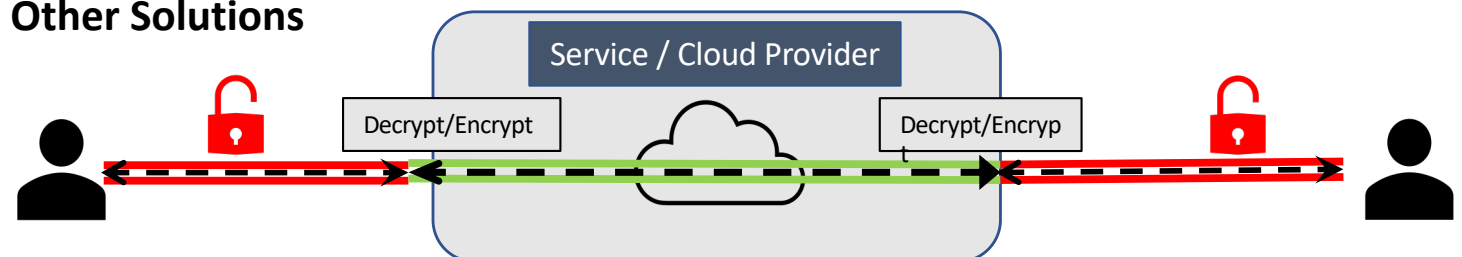 Other Solutions
Service / Cloud Provider
Decrypt/Encrypt
Decrypt/Encryp
t